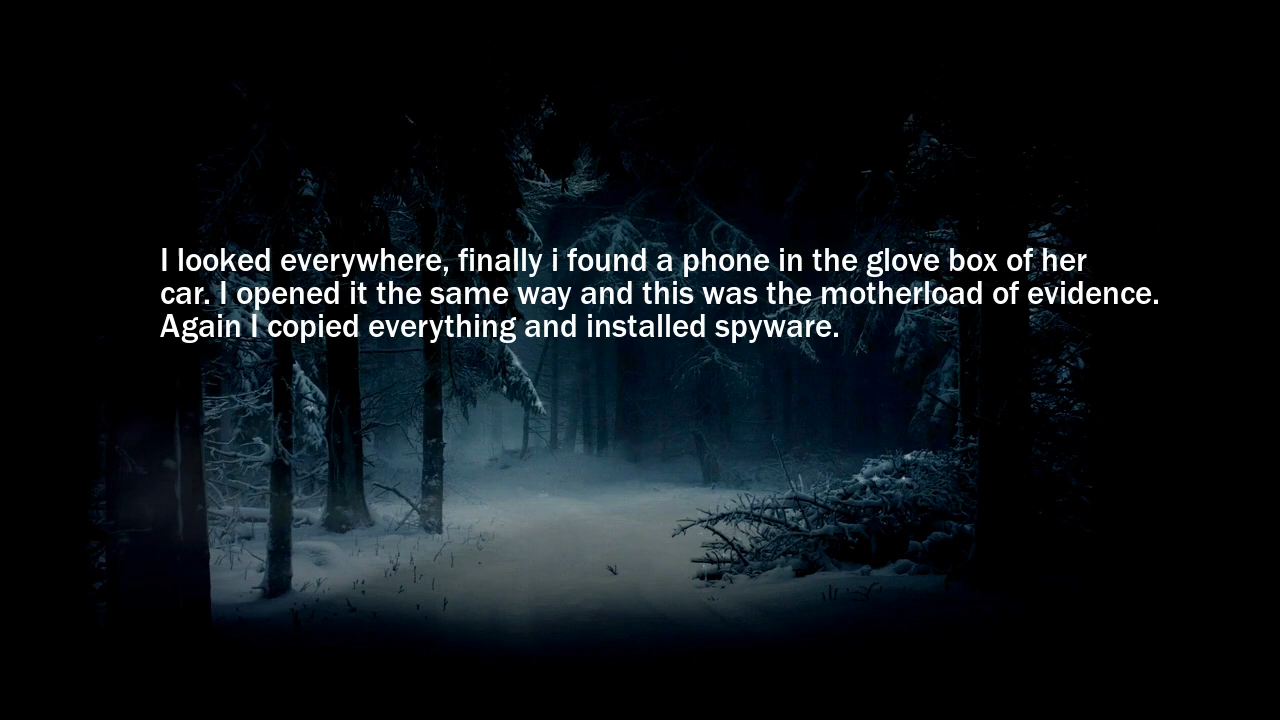 I looked everywhere, finally i found a phone in the glove box of her
car. I opened it the same way and this was the motherload of evidence.
Again I copied everything and installed spyware.